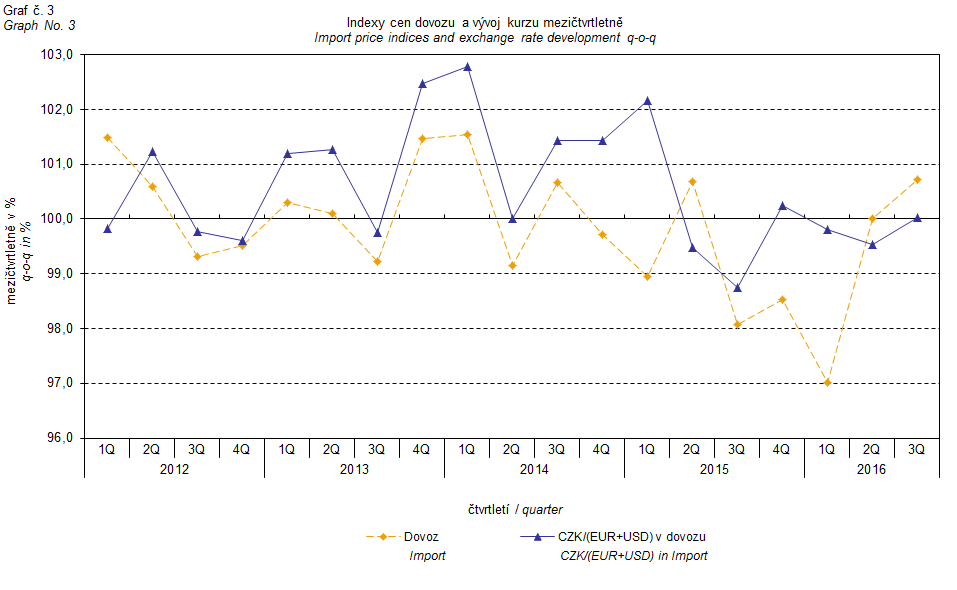 Graf č. 3
Graph No. 3
Indexy cen dovozu a vývoj kurzu mezičtvrtletně
Import price indices and exchange rate development q-o-q
103,0
102,0
101,0
100,0
99,0
98,0
97,0
96,0
mezičtvrtletně v %
q-o-q in %
1Q 2Q 3Q 4Q 1Q 2Q 3Q 4Q 1Q 2Q 3Q 4Q 1Q 2Q 3Q 4Q 1Q 2Q 3Q
2012 2013 2014 2015 2016
čtvrtletí / quarter
Dovoz CZK/(EUR+USD) v dovozu
Import CZK/(EUR+USD) in Import